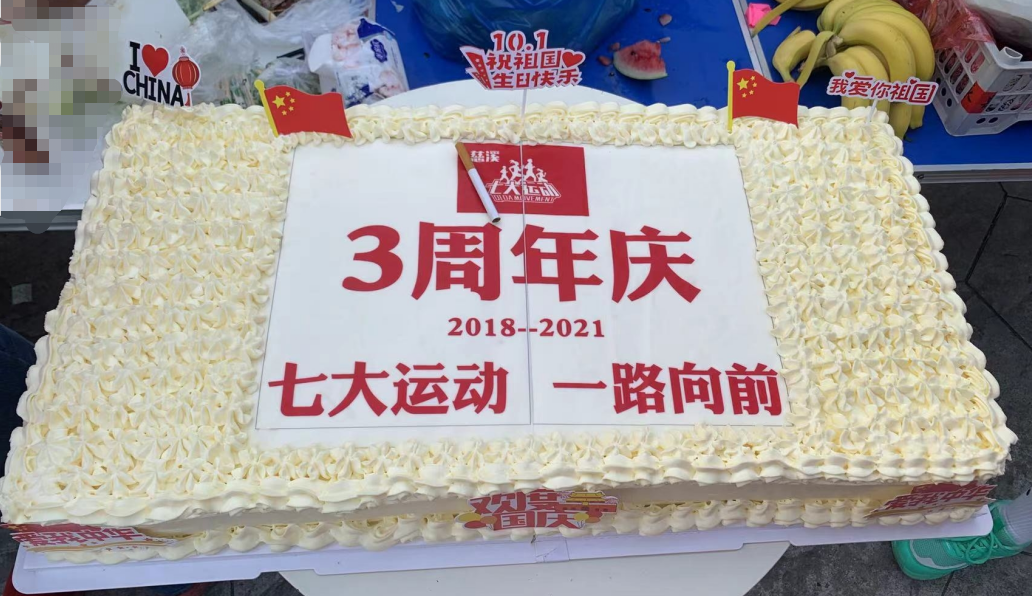 I
CHINA
10.1
祝祖国
生日快乐
我爱你祖国
慈溪
七大运动
3周年庆
2018--2021
七大运动 一路向前
欢度
国庆